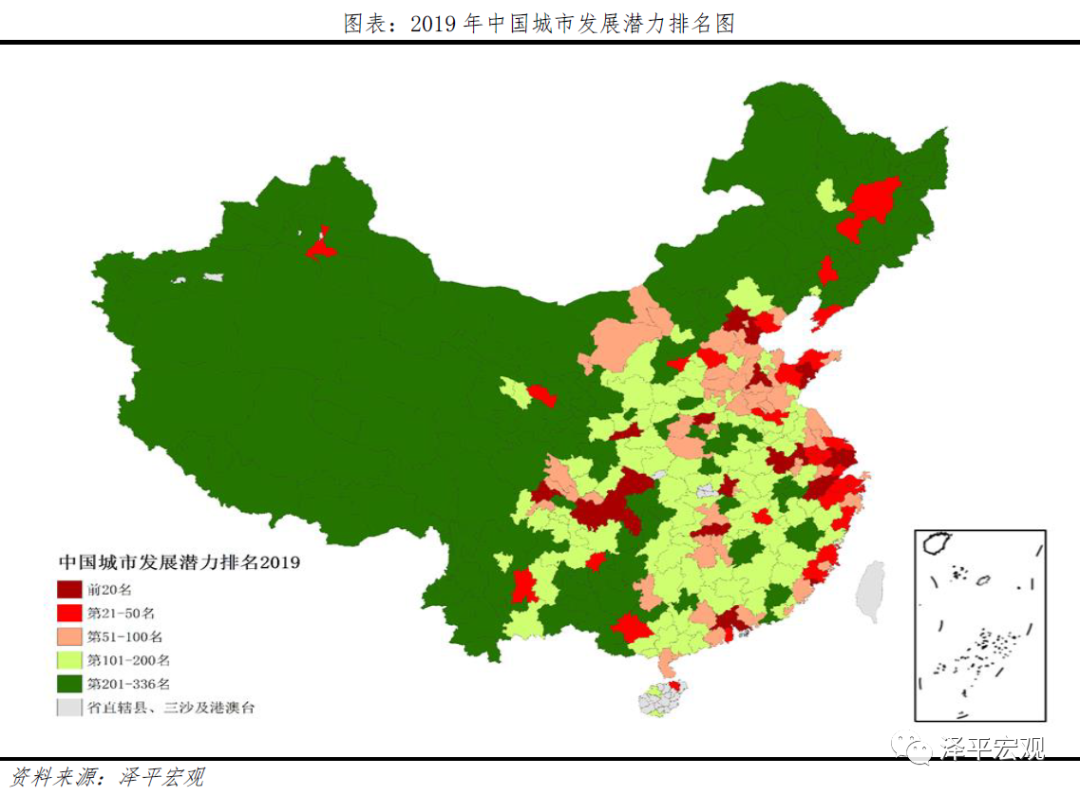 图表：2019 年中国城市发展潜力排名图
中国城市发展潜力排名2019
前20名
第21-50名
第51-100名
第101-200名
第201-336名
省直辖县、三沙及港澳台
泽平宏观
资料来源：泽平宏观